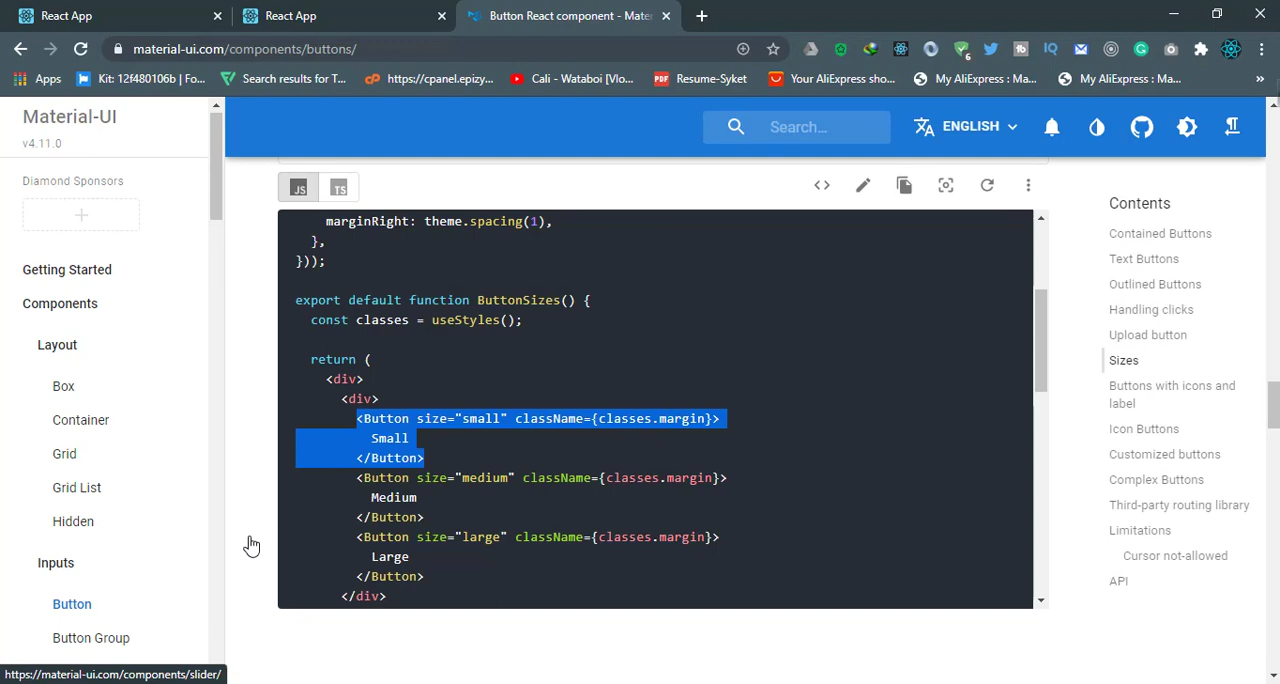 React App
React App
Button React component - Mate
material-ui.com/components/buttons/
Apps
Kit: 12f480106b | Fo...
Search results for T...
https://cpanel.epizy...
Cali - Wataboi [Vlo...
Resume-Syket
Your AliExpress sho...
My AliExpress : Ma...
My AliExpress : Ma...
»
Material-UI
v4.11.0
Search...
ENGLISH
Diamond Sponsors
+
Getting Started
Components
Layout
Box
Container
Grid
Grid List
Hidden
Inputs
Button
Button Group
JS
TS
marginRight: theme.spacing(1),
},
}));
export default function ButtonSizes() {
const classes = useStyles();
return (
<div>
<div>
<Button size="small" className={classes.margin}>
Small
</Button>
<Button size="medium" className={classes.margin}>
Medium
</Button>
<Button size="large" className={classes.margin}>
Large
</Button>
</div>
Contents
Contained Buttons
Text Buttons
Outlined Buttons
Handling clicks
Upload button
Sizes
Buttons with icons and
label
Icon Buttons
Customized buttons
Complex Buttons
Third-party routing library
Limitations
Cursor not-allowed
API
https://material-ui.com/components/slider/